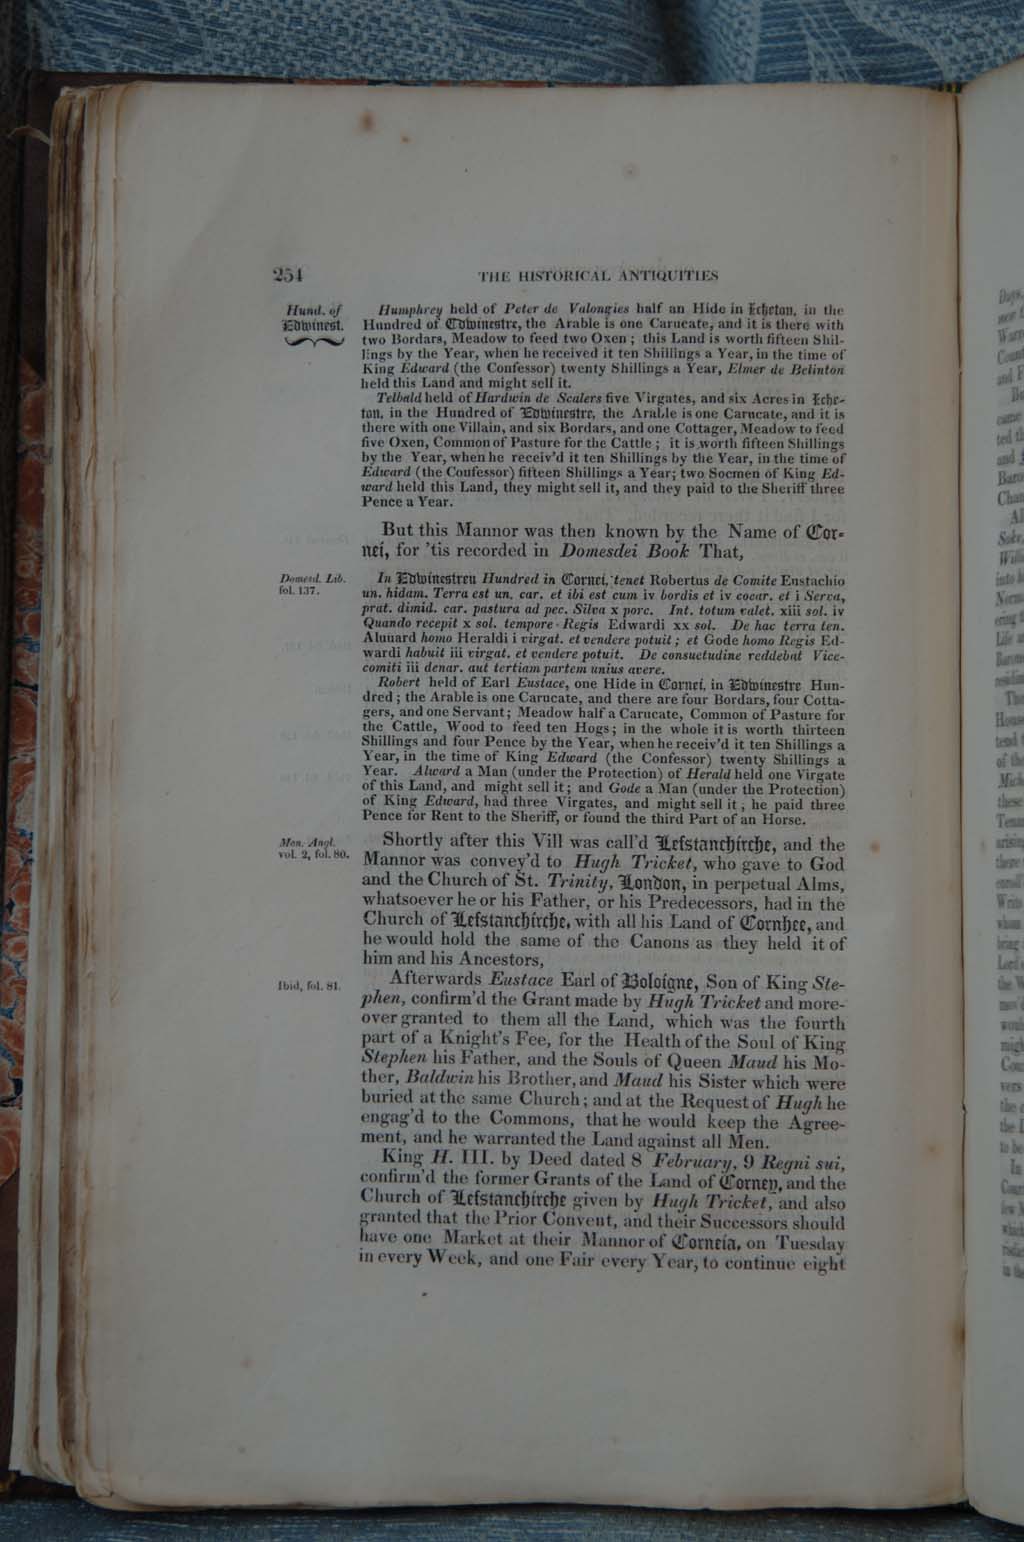 254 THE HISTORICAL ANTIQUITIES
Hund. of
Edwinest.
Humphrey held of Peter de Valongies half an Hide in Icheton, in the
Hundred of Edwinestre, the Arable is one Carucate, and it is there with
two Bordars, Meadow to feed two Oxen; this Land is worth fifteen Shil-
lings by the Year, when he received it ten Shillings a Year, in the time of
King Edward (the Confessor) twenty Shillings a Year, Elmer de Belinton
held this Land and might sell it.
Telbald held of Hardwin de Scalers five Virgates, and six Acres in Iche-
ton, in the Hundred of Edwinestre, the Arable is one Carucate, and it is
there with one Villain, and six Bordars, and one Cottager, Meadow to feed
five Oxen, Common of Pasture for the Cattle; it is worth fifteen Shillings
by the Year, when he receiv'd it ten Shillings by the Year, in the time of
Edward (the Confessor) fifteen Shillings a Year; two Socmen of King Ed-
ward held this Land, they might sell it, and they paid to the Sheriff three
Pence a Year.
But this Mannor was then known by the Name of Cor-
nei, for 'tis recorded in Domesdei Book That,
Domesd. Lib.
fol. 137.
In Edwinestreu Hundred in Cornei, tenet Robertus de Comite Eustachio
un. hidam. Terra est un. car. et ibi est cum iv bordis et iv cocar. et i Serva,
prat. dimid. car. pastura ad pec. Silva x porc. Int. totum valet. xiii sol. iv
Quando recepit x sol. tempore Regis Edwardi xx sol. De hac terra ten.
Aluuard homo Heraldi i virgat. et vendere potuit; et Gode homo Regis Ed-
wardi habuit iii virgat. et vendere potuit. De consuetudine reddebat Vice-
comiti iii denar. aut tertiam partem unius avere.
Robert held of Earl Eustace, one Hide in Cornei, in Edwinestre Hun-
dred; the Arable is one Carucate, and there are four Bordars, four Cotta-
gers, and one Servant; Meadow half a Carucate, Common of Pasture for
the Cattle, Wood to feed ten Hogs; in the whole it is worth thirteen
Shillings and four Pence by the Year, when he receiv'd it ten Shillings a
Year, in the time of King Edward (the Confessor) twenty Shillings a
Year. Alward a Man (under the Protection) of Herald held one Virgate
of this Land, and might sell it; and Gode a Man (under the Protection)
of King Edward, had three Virgates, and might sell it; he paid three
Pence for Rent to the Sheriff, or found the third Part of an Horse.
Mon. Angl.
vol. 2, fol. 80.
Shortly after this Vill was call'd Lefstanchirche, and the
Mannor was convey'd to Hugh Tricket, who gave to God
and the Church of St. Trinity, London, in perpetual Alms,
whatsoever he or his Father, or his Predecessors, had in the
Church of Lefstanchirche, with all his Land of Cornhee, and
he would hold the same of the Canons as they held it of
him and his Ancestors,
Ibid, fol. 81.
Afterwards Eustace Earl of Boloigne, Son of King Ste-
phen, confirm'd the Grant made by Hugh Tricket and more-
over granted to them all the Land, which was the fourth
part of a Knight's Fee, for the Health of the Soul of King
Stephen his Father, and the Souls of Queen Maud his Mo-
ther, Baldwin his Brother, and Maud his Sister which were
buried at the same Church; and at the Request of Hugh he
engag'd to the Commons, that he would keep the Agree-
ment, and he warranted the Land against all Men.
King H. III. by Deed dated 8 February, 9 Regni sui,
confirm'd the former Grants of the Land of Corney, and the
Church of Lefstanchirche given by Hugh Tricket, and also
granted that the Prior Convent, and their Successors should
have one Market at their Mannor of Corneia, on Tuesday
in every Week, and one Fair every Year, to continue eight